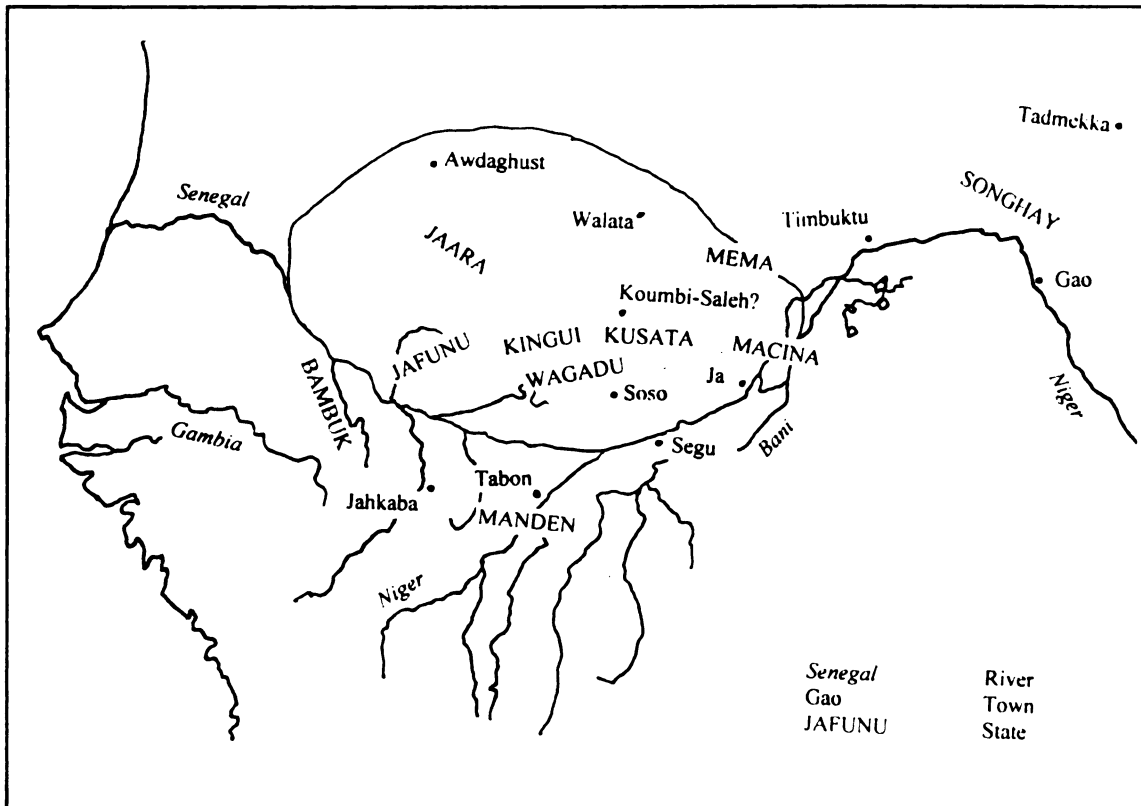 Tadmekka
Awdaghust
Senegal
SONGHAY
Walata
Timbuktu
JAARA
MEMA
Gao
Koumbi-Saleh?
KINGUI
KUSATA
JAFUNU
MACINA
WAGADU
Ja
Soso
BAMBUK
Niger
Gambia
Bani
Segu
Tabon
Jahkaba
MANDEN
Niger
Senegal River
Gao Town
JAFUNU State